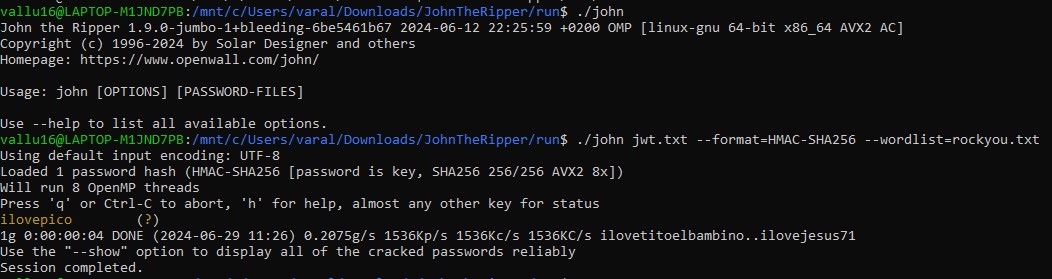 vallu16@LAPTOP-M1JND7PB:/mnt/c/Users/varal/Downloads/JohnTheRipper/run$ ./john
John the Ripper 1.9.0-jumbo-1+bleeding-6be5461b67 2024-06-12 22:25:59 +0200 OMP [linux-gnu 64-bit x86_64 AVX2 AC]
Copyright (c) 1996-2024 by Solar Designer and others
Homepage: https://www.openwall.com/john/
Usage: john [OPTIONS] [PASSWORD-FILES]
Use --help to list all available options.
vallu16@LAPTOP-M1JND7PB:/mnt/c/Users/varal/Downloads/JohnTheRipper/run$ ./john jwt.txt --format=HMAC-SHA256 --wordlist=rockyou.txt
Using default input encoding: UTF-8
Loaded 1 password hash (HMAC-SHA256 [password is key, SHA256 256/256 AVX2 8x])
Will run 8 OpenMP threads
Press 'q' or Ctrl-C to abort, 'h' for help, almost any other key for status
ilovepico        (?)
1g 0:00:00:04 DONE (2024-06-29 11:26) 0.2075g/s 1536Kp/s 1536Kc/s 1536KC/s ilovetitoelbambino..ilovejesus71
Use the "--show" option to display all of the cracked passwords reliably
Session completed.